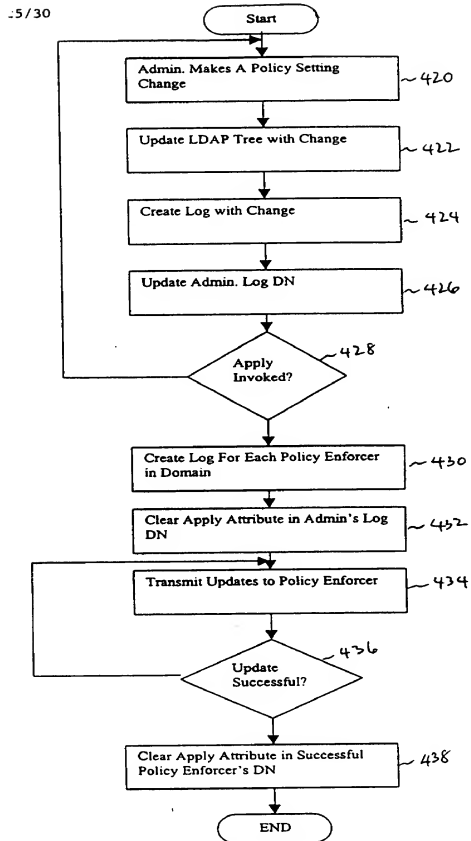 :5/30
Start
Admin. Makes A Policy Setting
Change
420
Update LDAP Tree with Change
422
Create Log with Change
424
Update Admin. Log DN
426
Apply
Invoked?
428
Create Log For Each Policy Enforcer
in Domain
430
Clear Apply Attribute in Admin's Log
DN
432
Transmit Updates to Policy Enforcer
434
436
Update
Successful?
Clear Apply Attribute in Successful
Policy Enforcer's DN
438
END